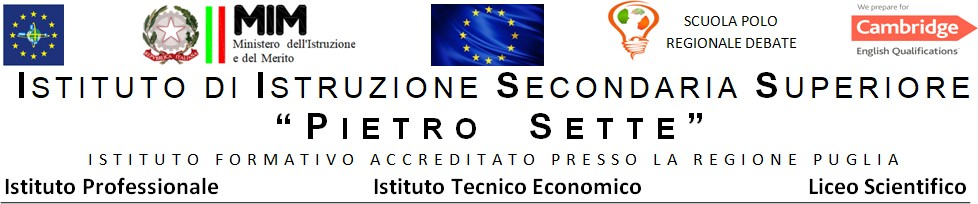 We prepare for
MIM
Ministero dell'Istruzione
e del Merito
SCUOLA POLO
REGIONALE DEBATE
CAMBRIDGE
English Qualifications
ISTITUTO DI ISTRUZIONE SECONDARIA SUPERIORE
“PIETRO SETTE”
ISTITUTO FORMATIVO ACCREDITATO PRESSO LA REGIONE PUGLIA
Istituto Professionale Istituto Tecnico Economico Liceo Scientifico